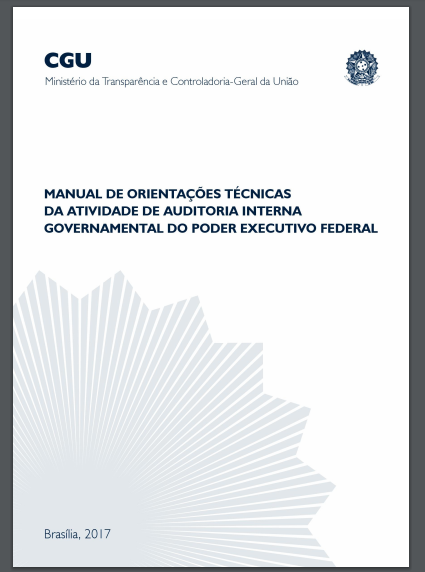 CGU
Ministério da Transparência e Controladoria-Geral da União
MANUAL DE ORIENTAÇÕES TÉCNICAS
DA ATIVIDADE DE AUDITORIA INTERNA
GOVERNAMENTAL DO PODER EXECUTIVO FEDERAL
Brasília, 2017